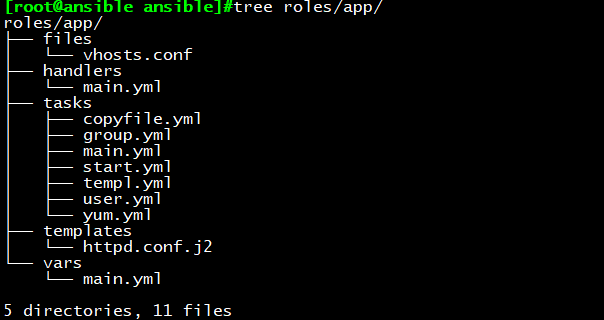 [root@ansible ansible]#tree roles/app/
roles/app/
├── files
│   └── vhosts.conf
├── handlers
│   └── main.yml
├── tasks
│   ├── copyfile.yml
│   ├── group.yml
│   ├── main.yml
│   ├── start.yml
│   ├── templ.yml
│   ├── user.yml
│   └── yum.yml
├── templates
│   └── httpd.conf.j2
└── vars
    └── main.yml

5 directories, 11 files